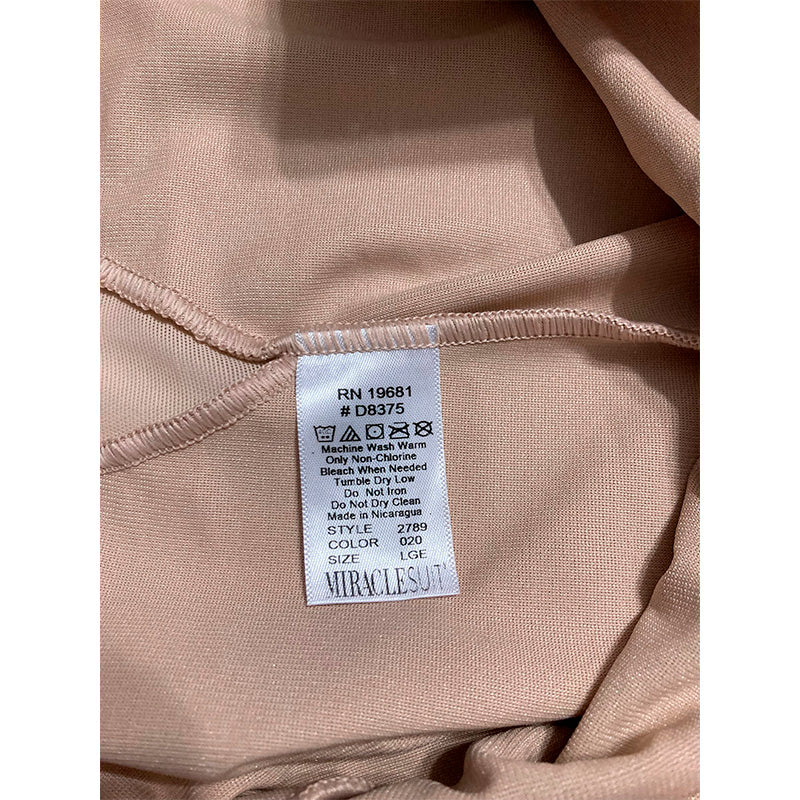 RN 19681
# D8375
Machine Wash Warm
Only Non-Chlorine
Bleach When Needed
Tumble Dry Low
Do Not Iron
Do Not Dry Clean
Made in Nicaragua
STYLE 2789
COLOR 020
SIZE LGE
MIRACLESUIT